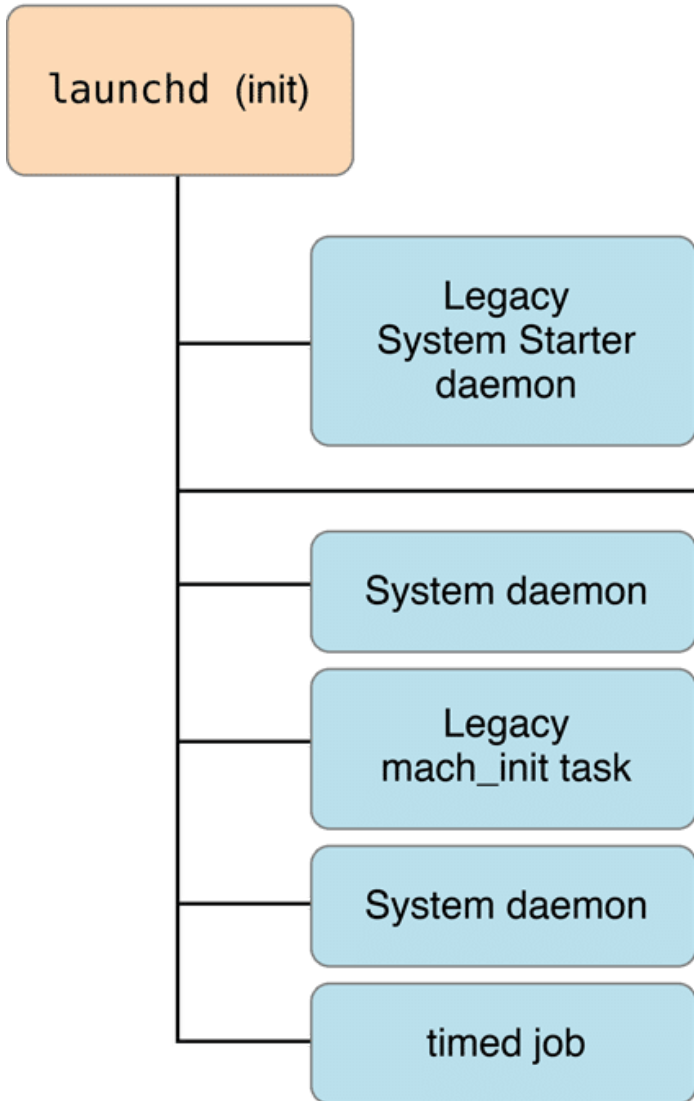 launchd (init)
Legacy
System Starter
daemon
System daemon
Legacy
mach_init task
System daemon
timed job